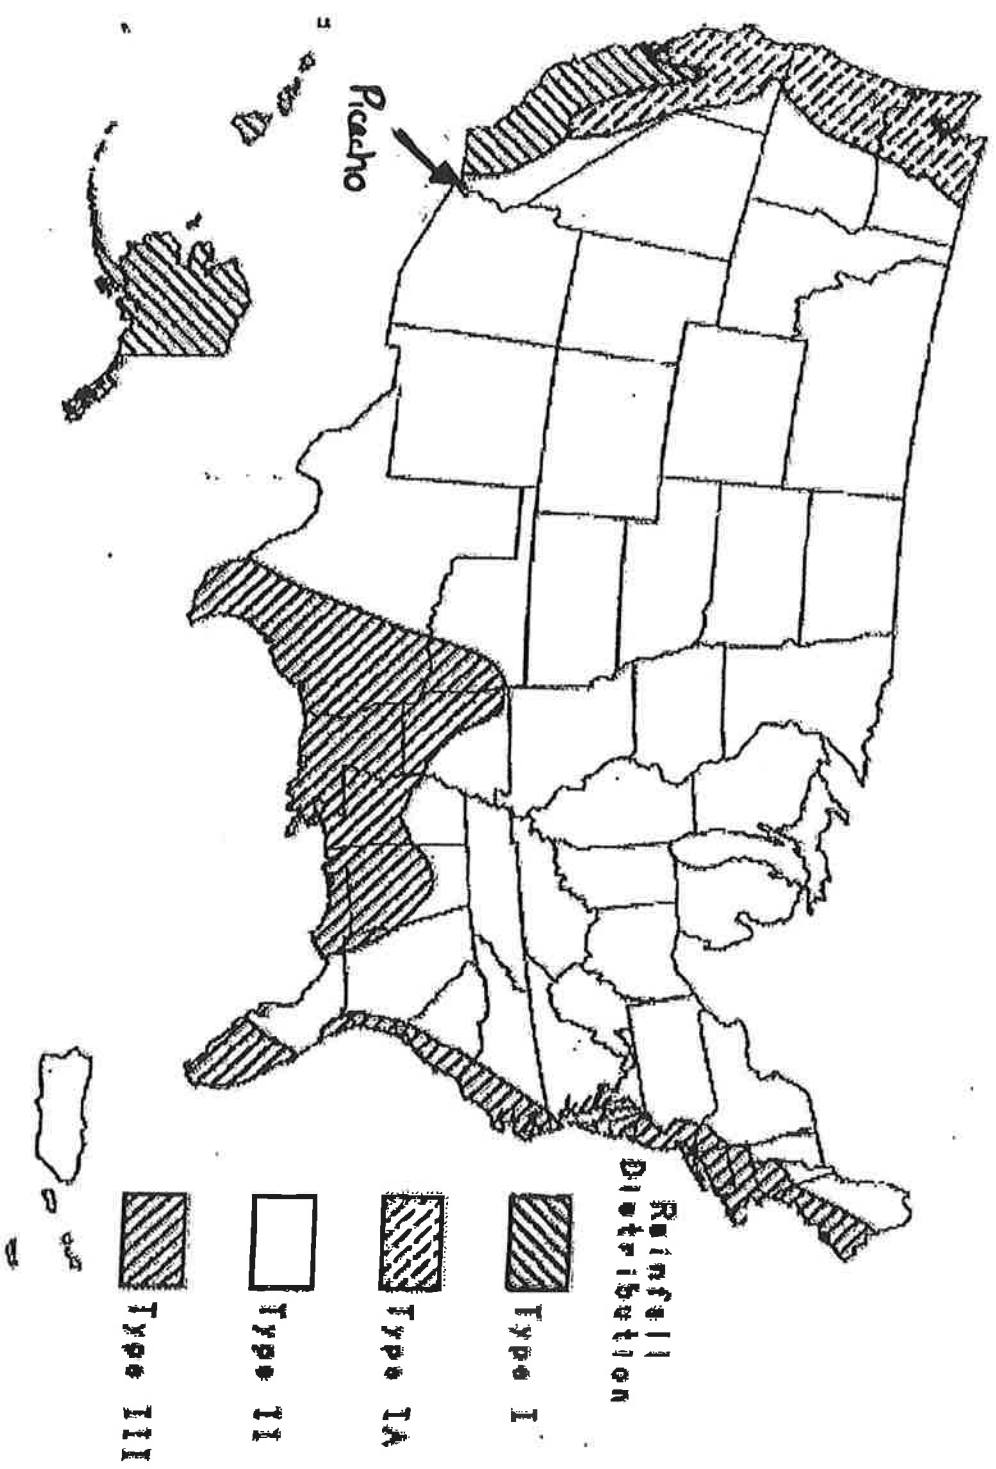 Picacho
Rainfall
Distribution
Type I
Type IA
Type II
Type III